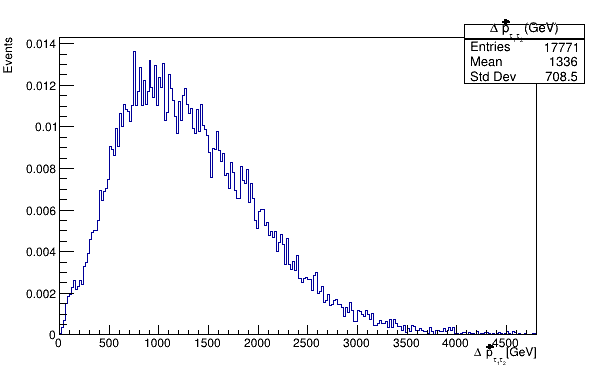 Δ p⃗τ₁τ₂(GeV)
Entries 17771
Mean 1336
Std Dev 708.5
Events
0.014
0.012
0.01
0.008
0.006
0.004
0.002
0
0 500 1000 1500 2000 2500 3000 3500 4000 4500
Δ p⃗τ₁τ₂[GeV]